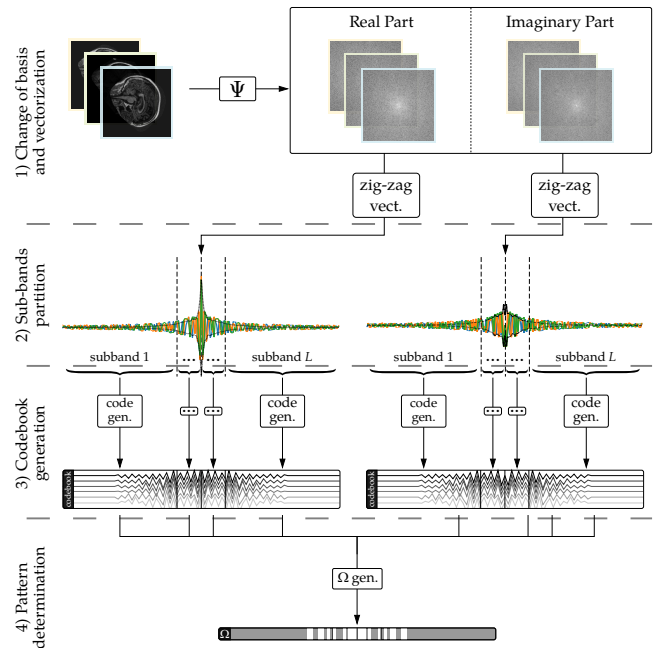 Real Part
Imaginary Part
1) Change of basis
and vectorization
Ψ
zig-zag
vect.
zig-zag
vect.
2) Sub-bands
partition
subband 1
...
...
subband L
subband 1
...
...
subband L
3) Codebook
generation
code
gen.
...
...
code
gen.
code
gen.
...
...
code
gen.
codebook
codebook
4) Pattern
determination
Ω gen.
Ω